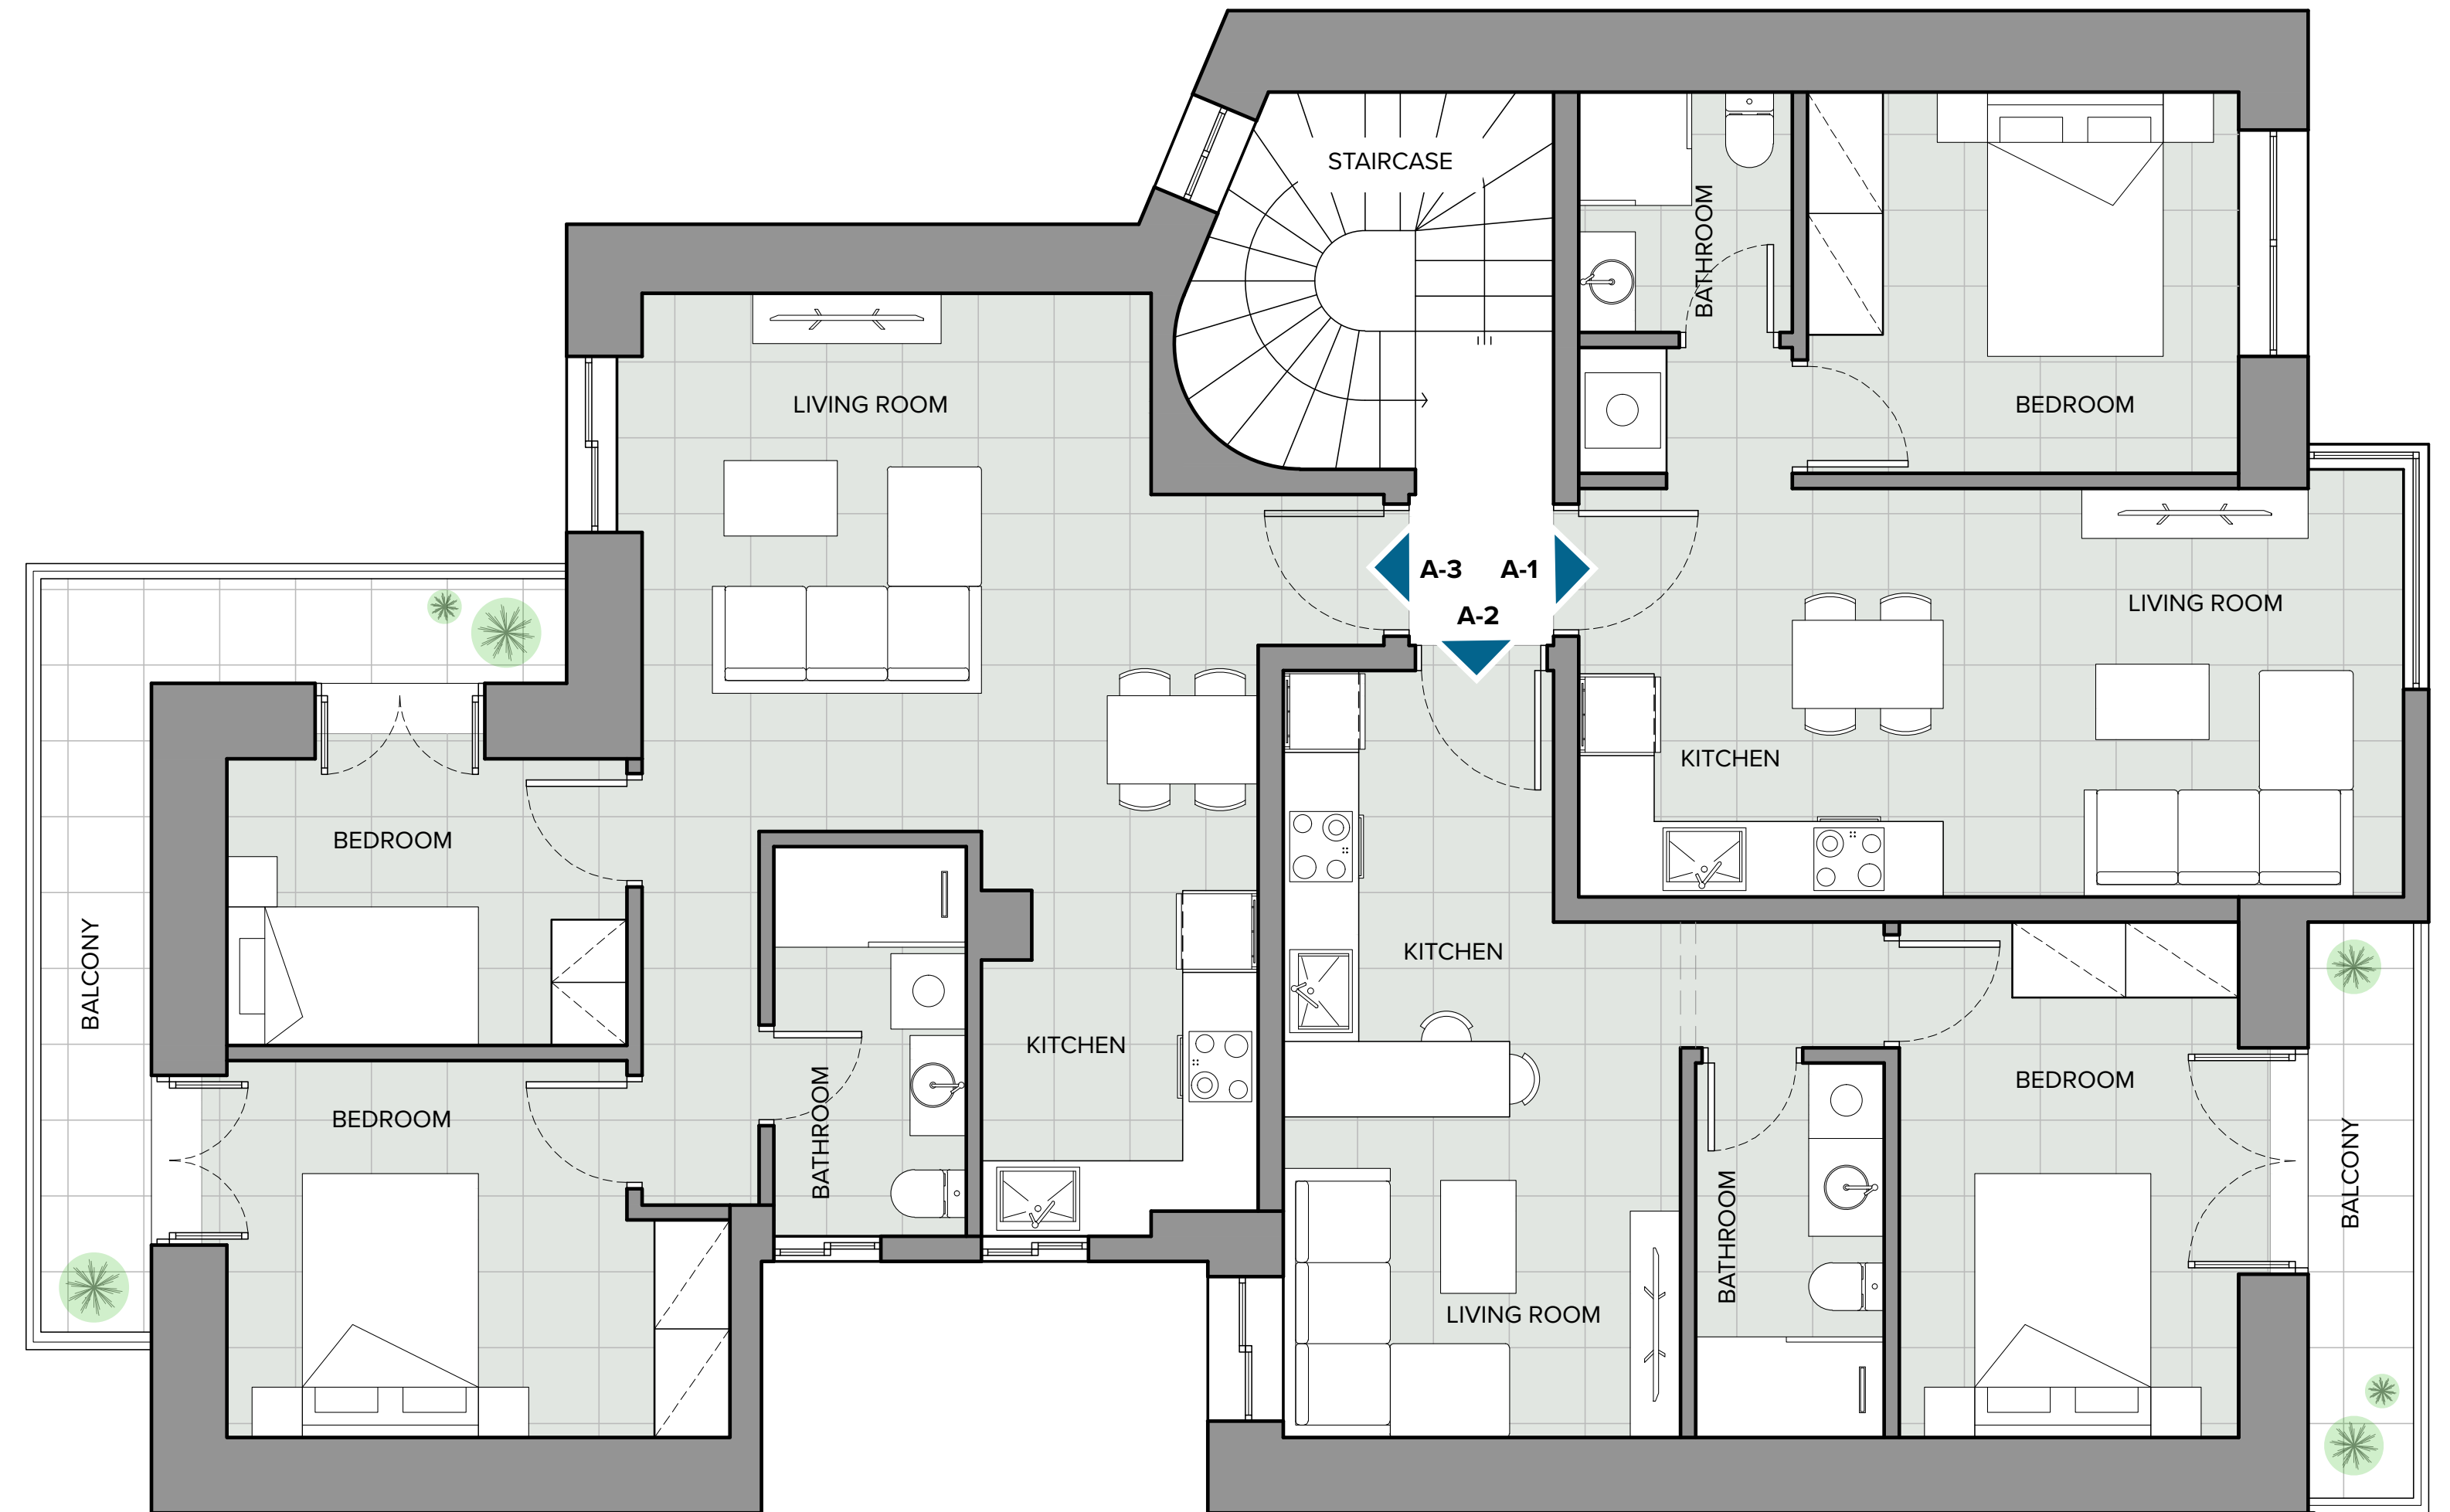 STAIRCASE
BATHROOM
LIVING ROOM
BEDROOM
A-3
A-1
A-2
LIVING ROOM
KITCHEN
BEDROOM
BALCONY
KITCHEN
KITCHEN
BEDROOM
BEDROOM
BATHROOM
BALCONY
BATHROOM
LIVING ROOM